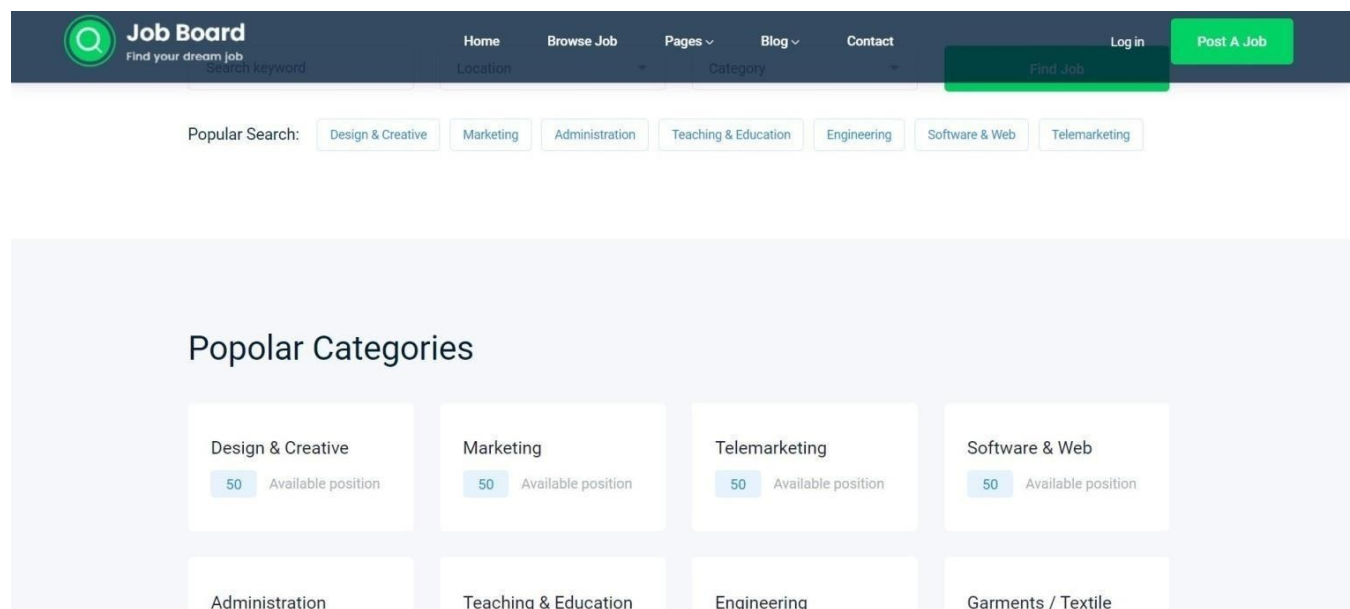 Job Board
Find your dream job
Home Browse Job Pages Blog Contact Log in Post A Job
Search keyword Location Category Find Job
Popular Search: Design & Creative Marketing Administration Teaching & Education Engineering Software & Web Telemarketing
Popolar Categories
Design & Creative Marketing Telemarketing Software & Web
50 Available position 50 Available position 50 Available position 50 Available position
Administration Teaching & Education Engineering Garments / Textile